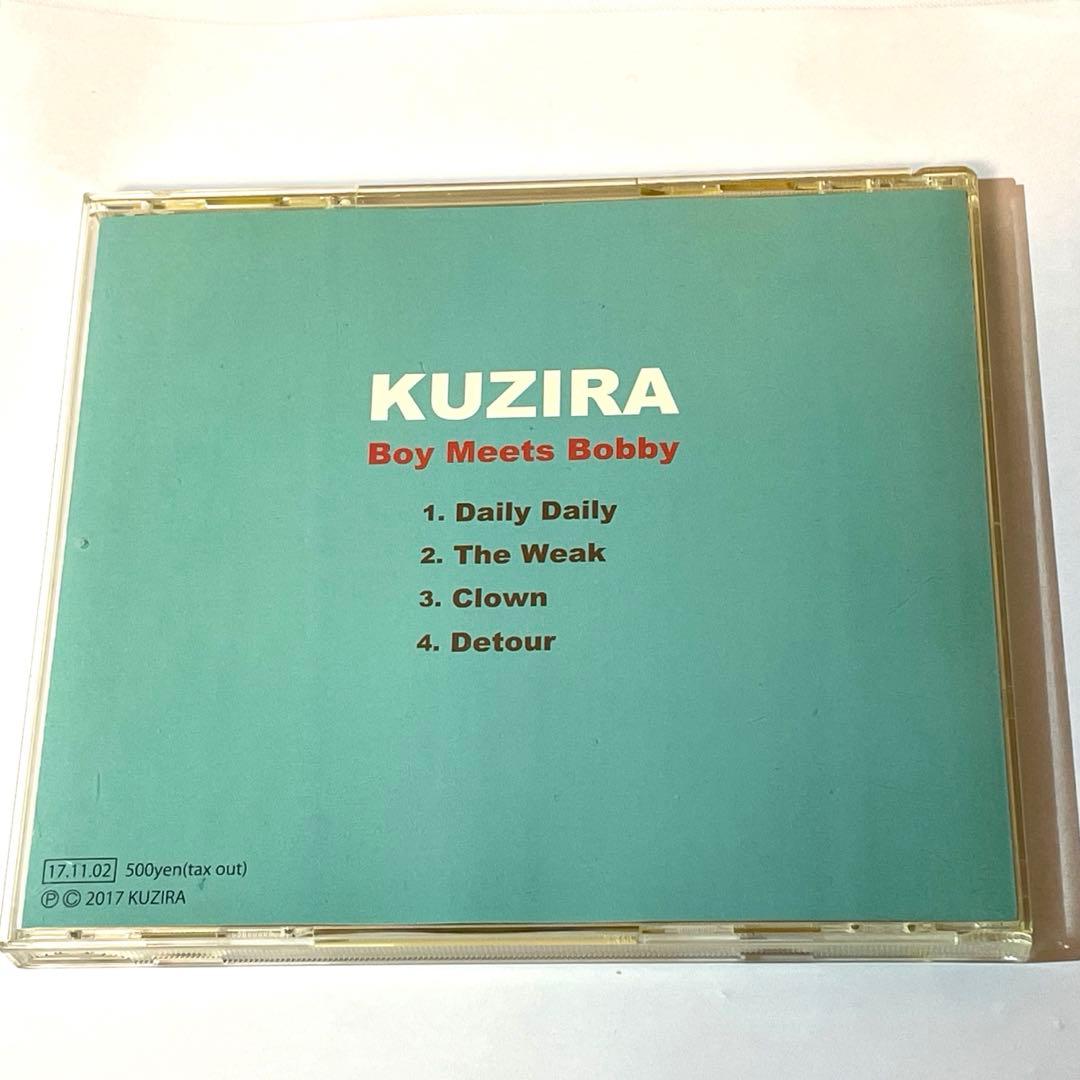 KUZIRA
Boy Meets Bobby
1. Daily Daily
2. The Weak
3. Clown
4. Detour
17.11.02 500yen(tax out)
Ⓟ Ⓒ 2017 KUZIRA